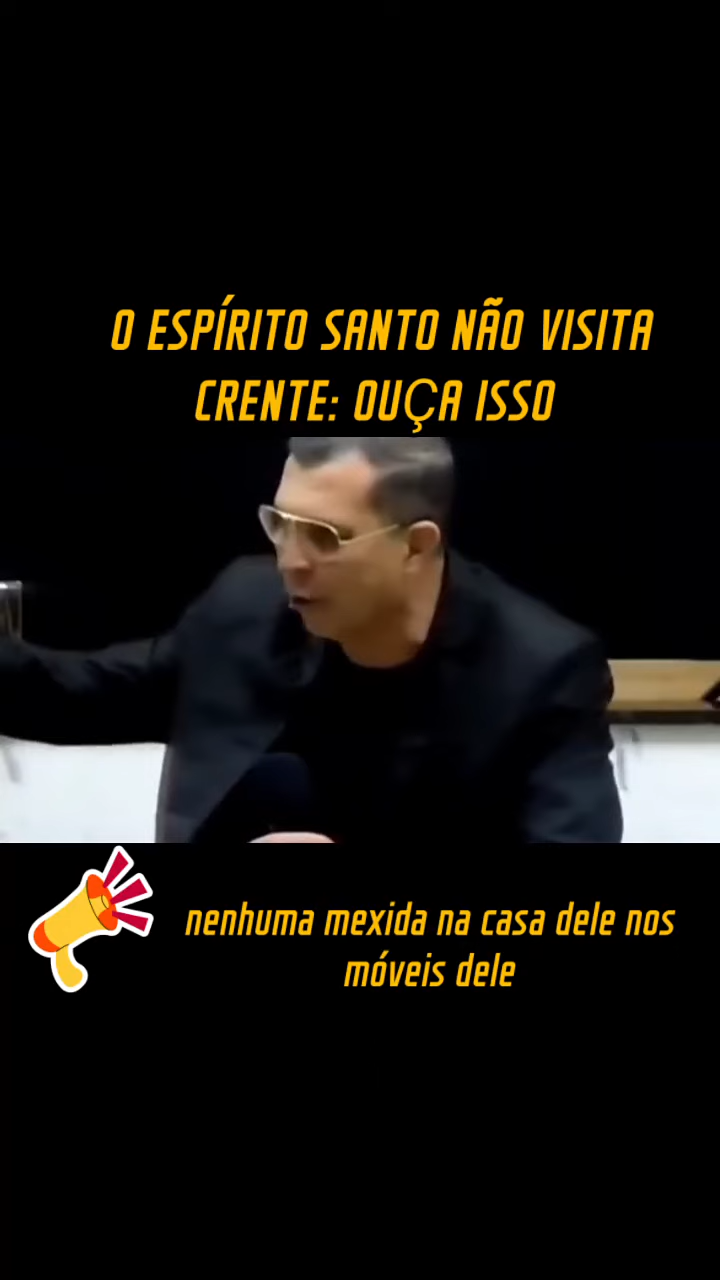 O ESPÍRITO SANTO NÃO VISITA
CRENTE: OUÇA ISSO
nenhuma mexida na casa dele nos
móveis dele